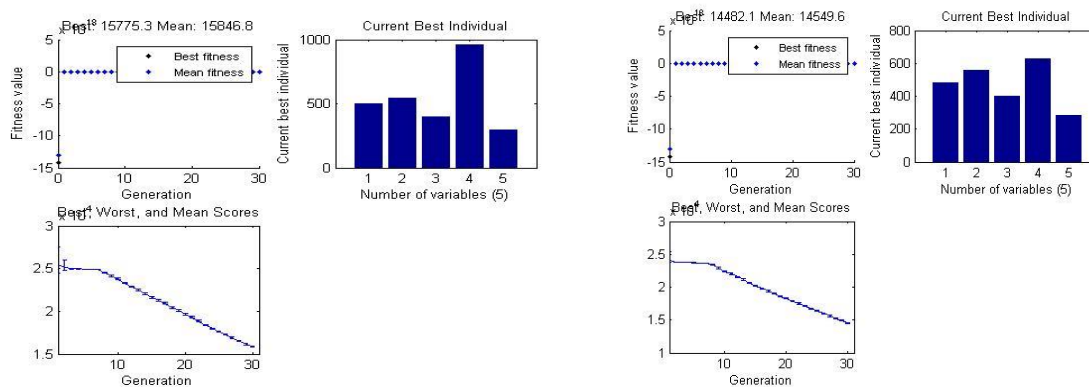 Best: 15775.3 Mean: 15846.8
x 10^18
Fitness value
5
0
-5
-10
-15
Best fitness
Mean fitness
0
10
20
30
Generation
Current Best Individual
Current best individual
1000
500
0
1 2 3 4 5
Number of variables (5)
Best, Worst, and Mean Scores
x 10^4
3
2.5
2
1.5
10
20
30
Generation
Best: 14482.1 Mean: 14549.6
x 10^18
Fitness value
5
0
-5
-10
-15
Best fitness
Mean fitness
0
10
20
30
Generation
Current Best Individual
Current best individual
800
600
400
200
0
1 2 3 4 5
Number of variables (5)
Best, Worst, and Mean Scores
x 10^4
3
2.5
2
1.5
1
10
20
30
Generation